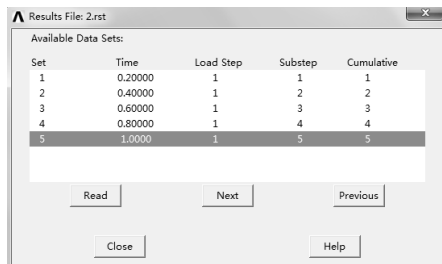 Results File: 2.rst
Available Data Sets:
Set Time Load Step Substep Cumulative
1 0.20000 1 1 1
2 0.40000 1 2 2
3 0.60000 1 3 3
4 0.80000 1 4 4
5 1.0000 1 5 5
Read Next Previous
Close Help